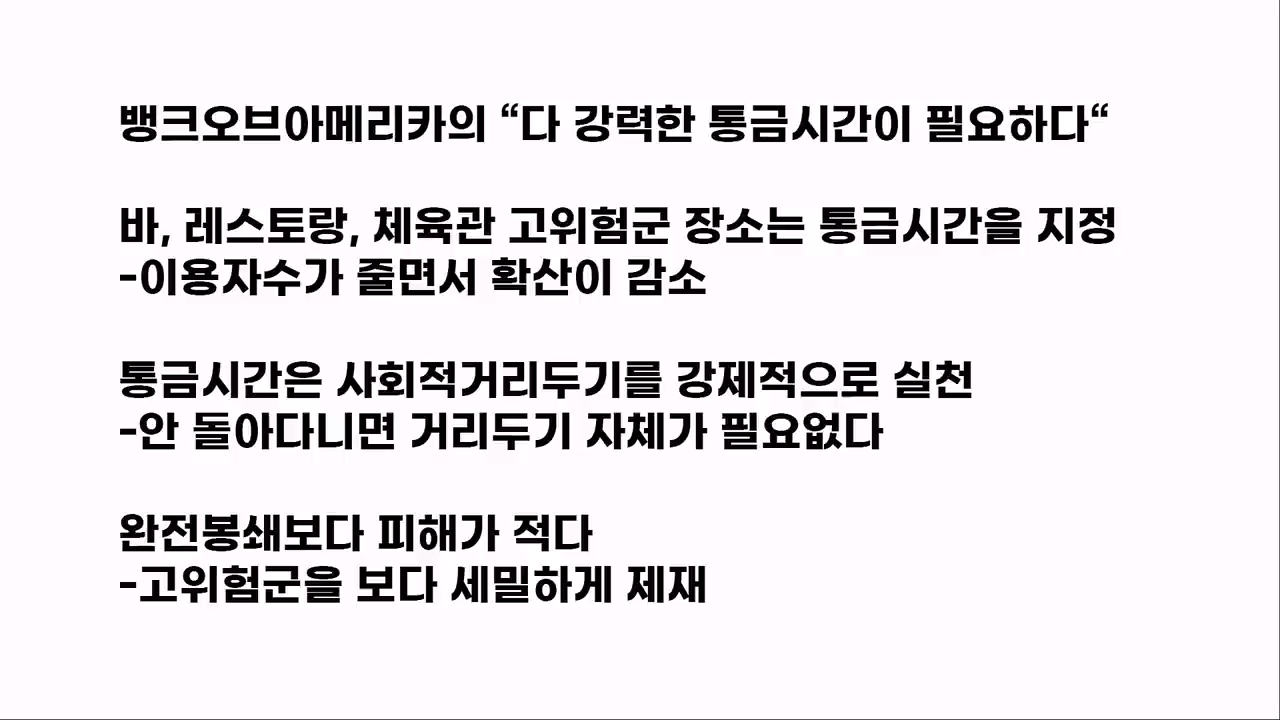 뱅크오브아메리카의 “다 강력한 통금시간이 필요하다“
바, 레스토랑, 체육관 고위험군 장소는 통금시간을 지정
-이용자수가 줄면서 확산이 감소
통금시간은 사회적거리두기를 강제적으로 실천
-안 돌아다니면 거리두기 자체가 필요없다
완전봉쇄보다 피해가 적다
-고위험군을 보다 세밀하게 제재